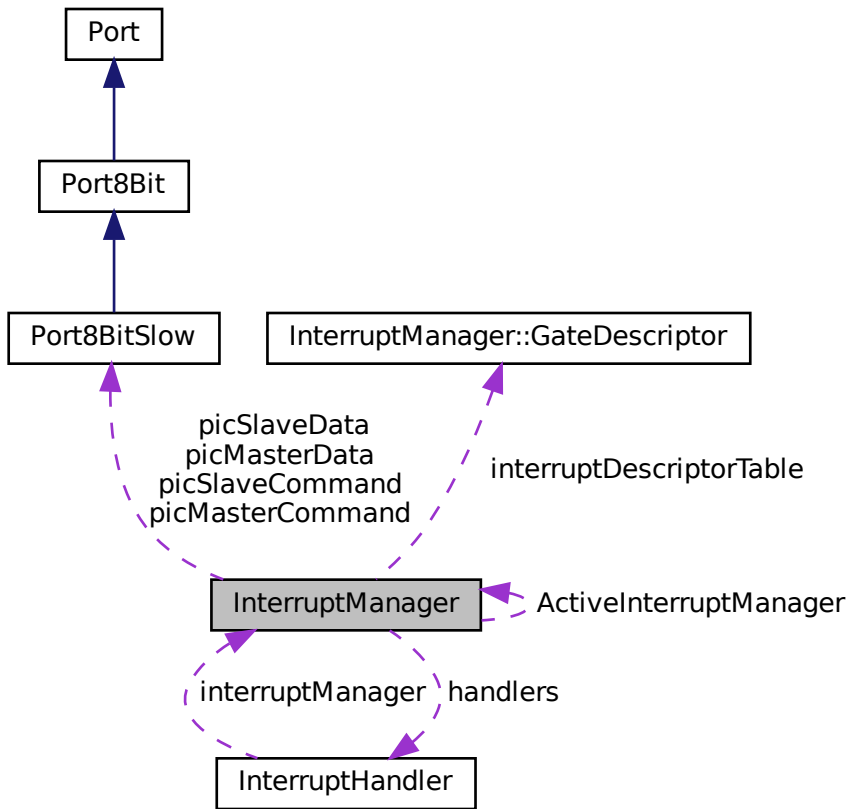 Port
Port8Bit
Port8BitSlow
InterruptManager::GateDescriptor
picSlaveData
picMasterData
picSlaveCommand
picMasterCommand
interruptDescriptorTable
InterruptManager
ActiveInterruptManager
interruptManager
handlers
InterruptHandler